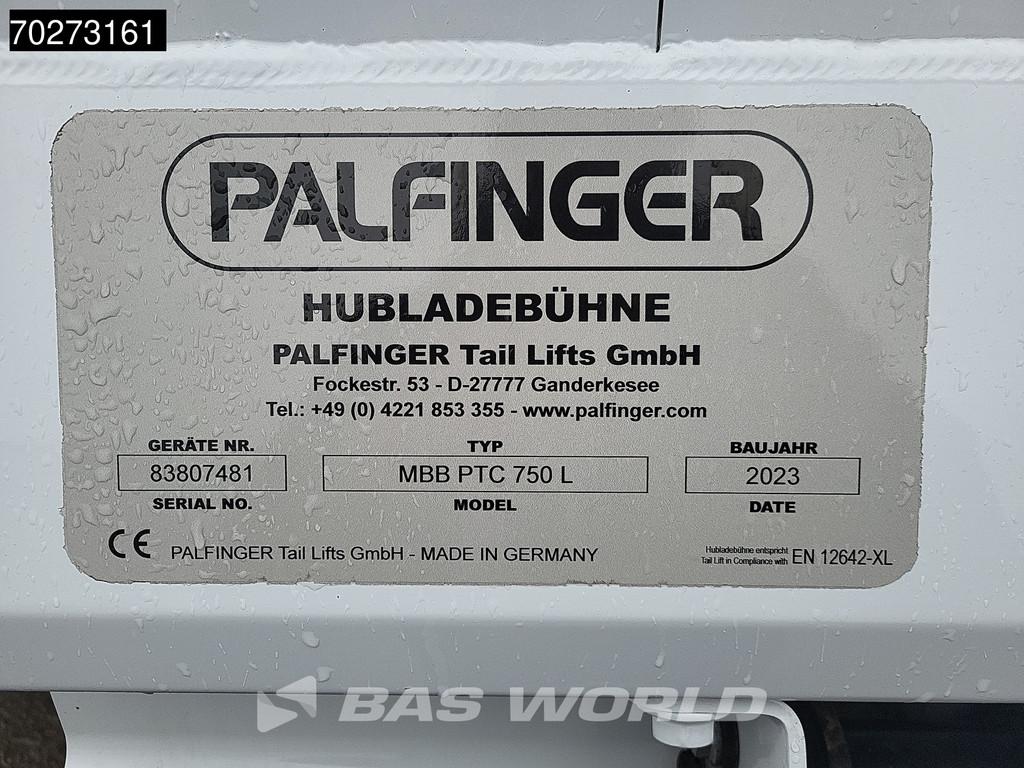 70273161
PALFINGER
HUBLADEBÜHNE
PALFINGER Tail Lifts GmbH
Fockestr. 53 - D-27777 Ganderkesee
Tel.: +49 (0) 4221 853 355 - www.palfinger.com
GERÄTE NR. TYP BAUJAHR
83807481 MBB PTC 750 L 2023
SERIAL NO. MODEL DATE
CE PALFINGER Tail Lifts GmbH - MADE IN GERMANY
Hubladebühne entspricht
Tail Lift in Compliance with EN 12642-XL
BAS WORLD